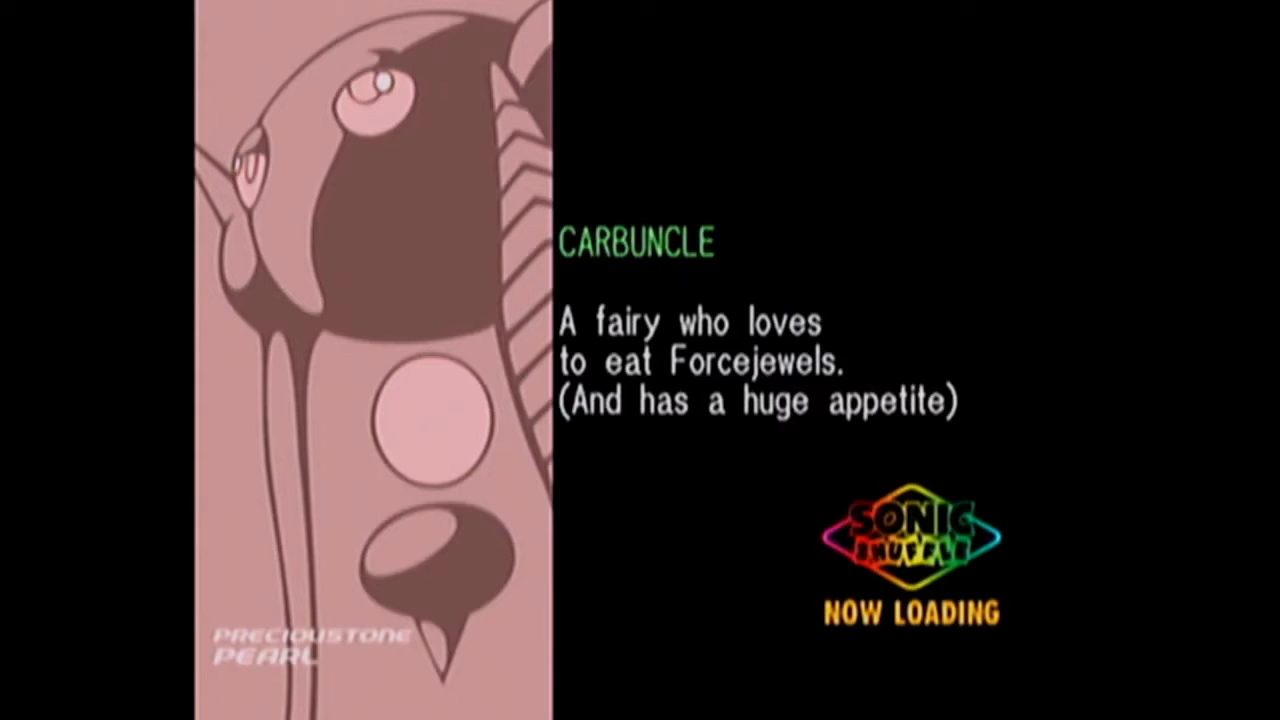 CARBUNCLE
A fairy who loves
to eat Forcejewels.
(And has a huge appetite)
SONIC
SHUFFLE
NOW LOADING
PRECIOUSTONE
PEARL